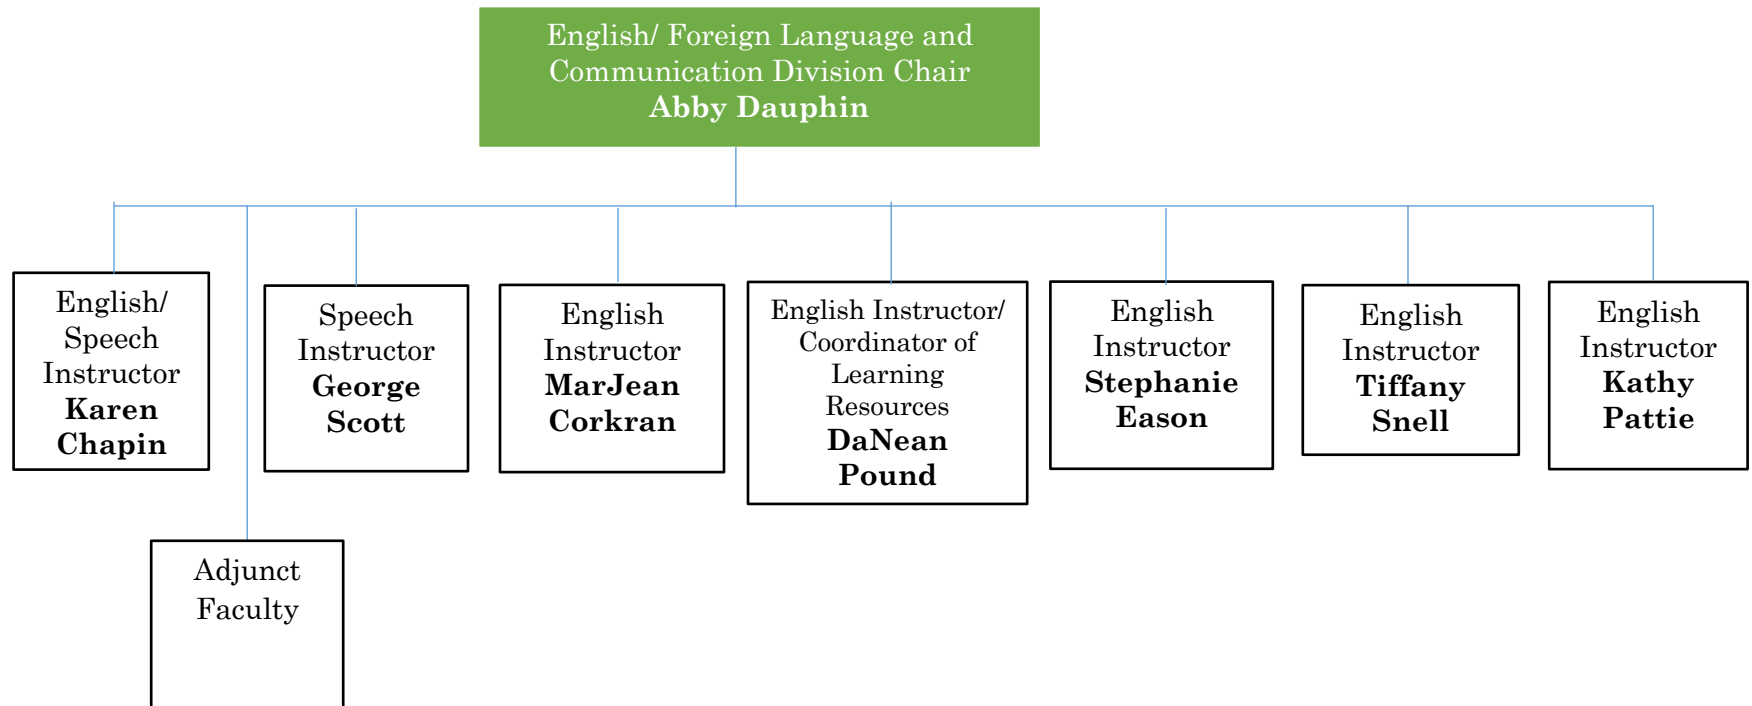 English/ Foreign Language and
Communication Division Chair
Abby Dauphin
English/
Speech
Instructor
Karen
Chapin
Speech
Instructor
George
Scott
English
Instructor
MarJean
Corkran
English Instructor/
Coordinator of
Learning
Resources
DaNean
Pound
English
Instructor
Stephanie
Eason
English
Instructor
Tiffany
Snell
English
Instructor
Kathy
Pattie
Adjunct
Faculty